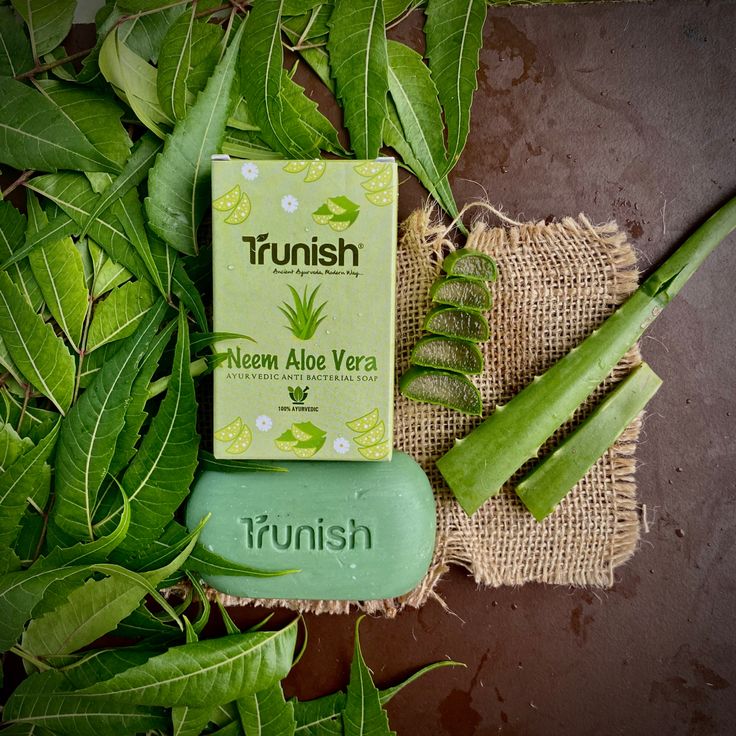 Trunish®
Ancient Ayurveda, Modern Way...
Neem Aloe Vera
AYURVEDIC ANTI BACTERIAL SOAP
100% AYURVEDIC
Trunish